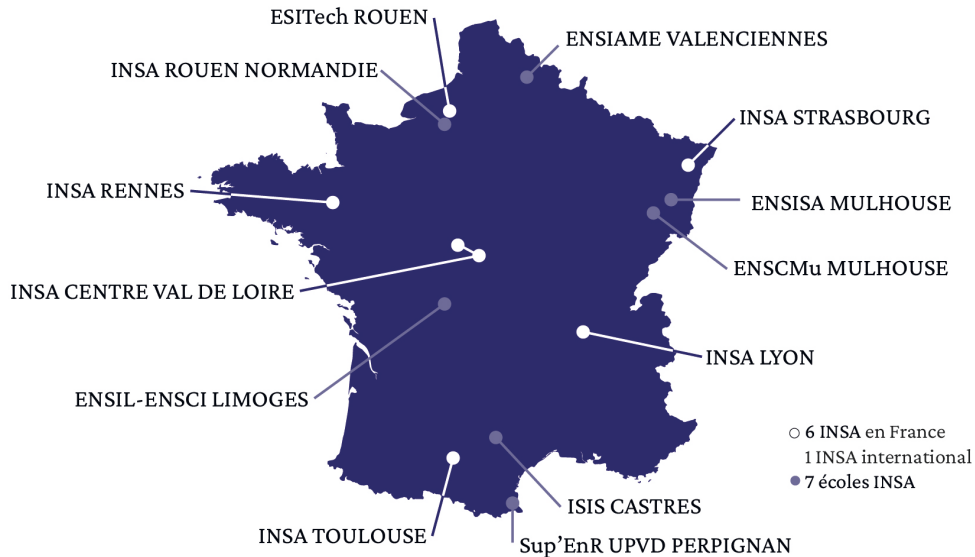 ESITech ROUEN
ENSIAME VALENCIENNES
INSA ROUEN NORMANDIE
INSA STRASBOURG
INSA RENNES
ENSISA MULHOUSE
ENSCMu MULHOUSE
INSA CENTRE VAL DE LOIRE
INSA LYON
ENSIL-ENSCI LIMOGES
6 INSA en France
1 INSA international
7 écoles INSA
ISIS CASTRES
INSA TOULOUSE
Sup’EnR UPVD PERPIGNAN